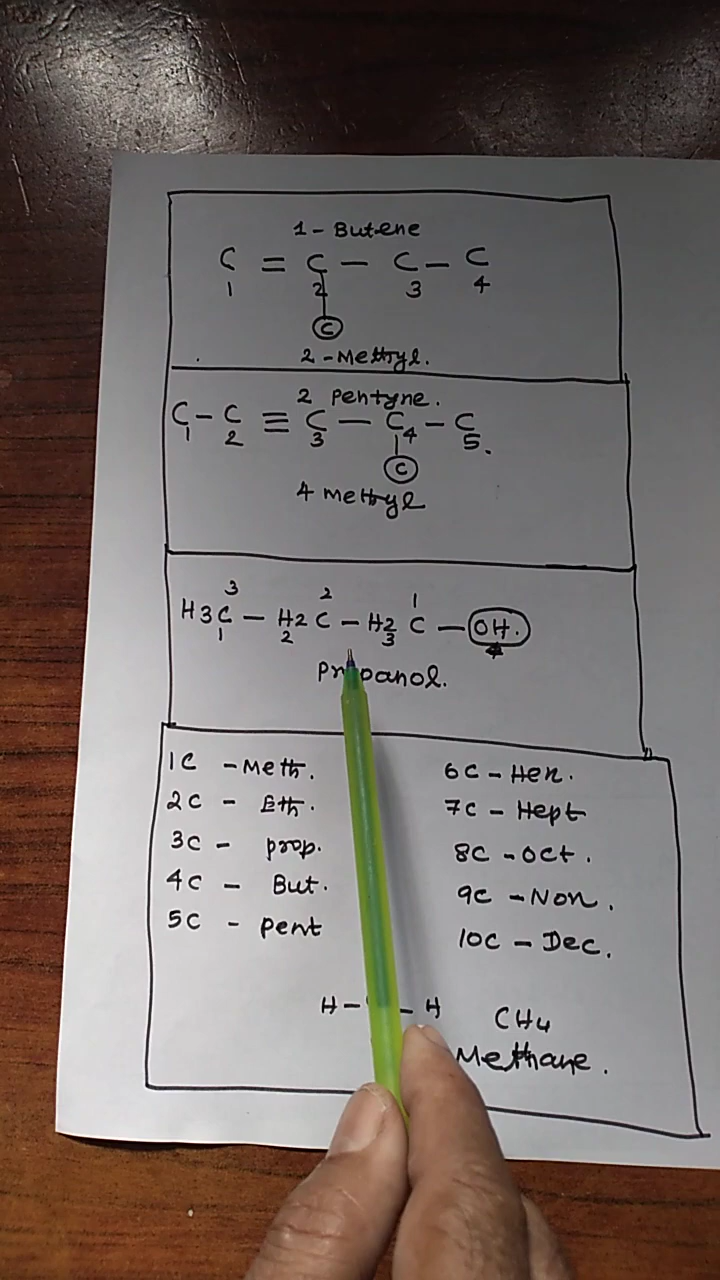 1 - Butene
C = C - C - C
1 2 3 4
C
2 - Methyl.
2 Pentyne.
C - C ≡ C - C - C
1 2 3 4 5.
C
4 methyl
3 2 1
H3C - H2C - H2C - OH.
1 2 3 4
Propanol.
1C - Meth. 6C - Hex.
2C - Eth. 7C - Hept
3C - prop. 8C - Oct.
4C - But. 9C - Non.
5C - pent 10C - Dec.
H - - H CH4
Methane.